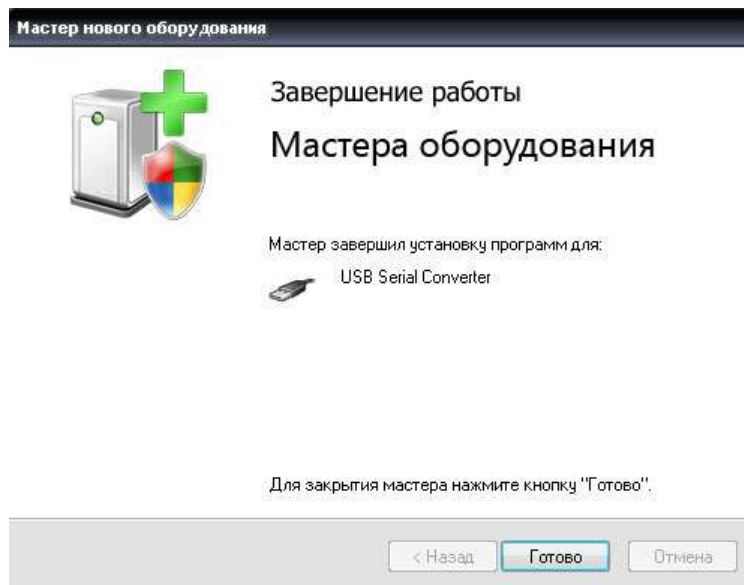 Мастер нового оборудования
Завершение работы
Мастера оборудования
Мастер завершил установку программ для:
USB Serial Converter
Для закрытия мастера нажмите кнопку "Готово".
< Назад
Готово
Отмена